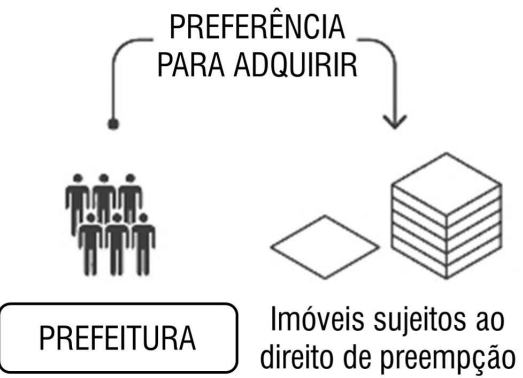 PREFERÊNCIA
PARA ADQUIRIR
PREFEITURA
Imóveis sujeitos ao
direito de preempção